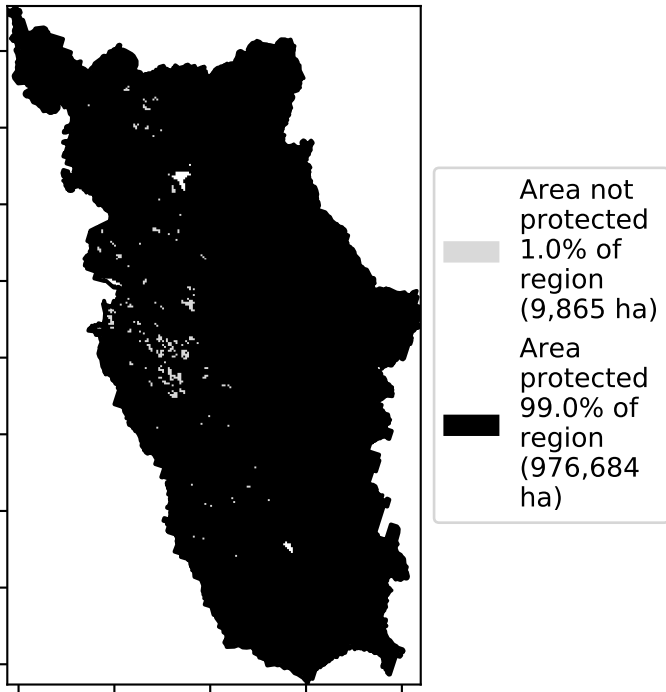 Area not
protected
1.0% of
region
(9,865 ha)
Area
protected
99.0% of
region
(976,684
ha)